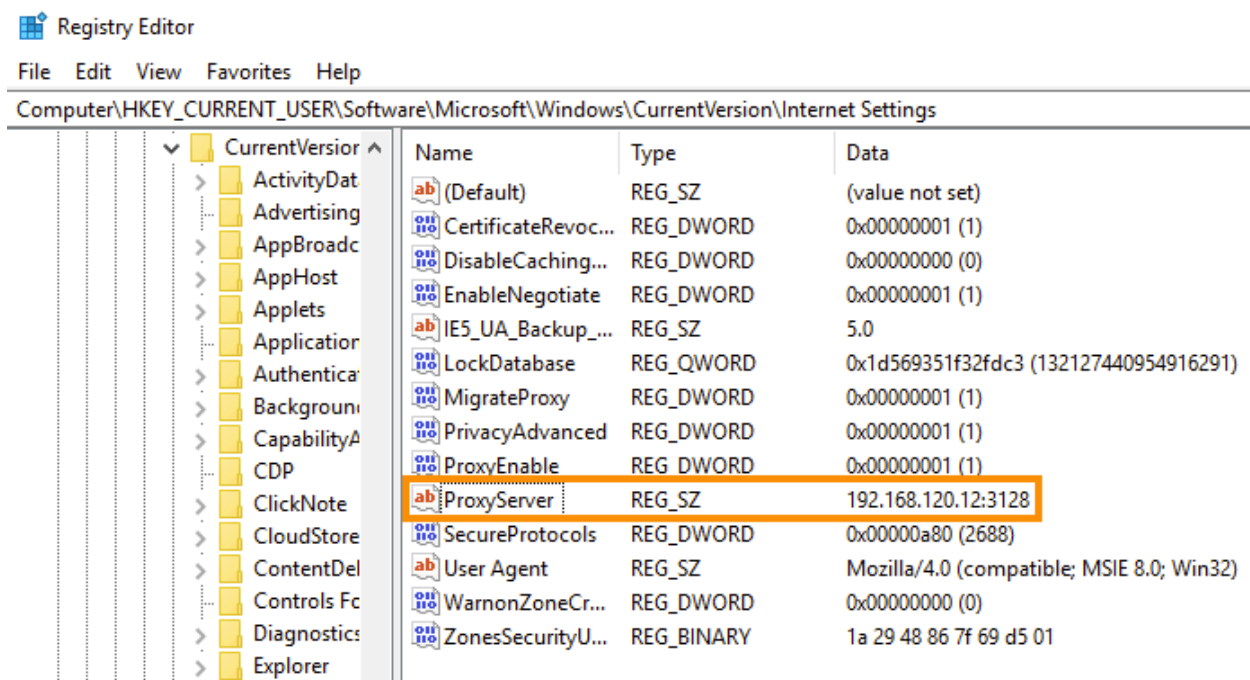 Registry Editor
File Edit View Favorites Help
Computer\HKEY_CURRENT_USER\Software\Microsoft\Windows\CurrentVersion\Internet Settings
CurrentVersion
ActivityDat
Advertising
AppBroadc
AppHost
Applets
Application
Authentica
Backgroun
CapabilityA
CDP
ClickNote
CloudStore
ContentDel
Controls Fo
Diagnostics
Explorer
Name Type Data
(Default) REG_SZ (value not set)
CertificateRevoc... REG_DWORD 0x00000001 (1)
DisableCaching... REG_DWORD 0x00000000 (0)
EnableNegotiate REG_DWORD 0x00000001 (1)
IE5_UA_Backup_... REG_SZ 5.0
LockDatabase REG_QWORD 0x1d569351f32fdc3 (132127440954916291)
MigrateProxy REG_DWORD 0x00000001 (1)
PrivacyAdvanced REG_DWORD 0x00000001 (1)
ProxyEnable REG_DWORD 0x00000001 (1)
ProxyServer REG_SZ 192.168.120.12:3128
SecureProtocols REG_DWORD 0x00000a80 (2688)
User Agent REG_SZ Mozilla/4.0 (compatible; MSIE 8.0; Win32)
WarnonZoneCr... REG_DWORD 0x00000000 (0)
ZonesSecurityU... REG_BINARY 1a 29 48 86 7f 69 d5 01